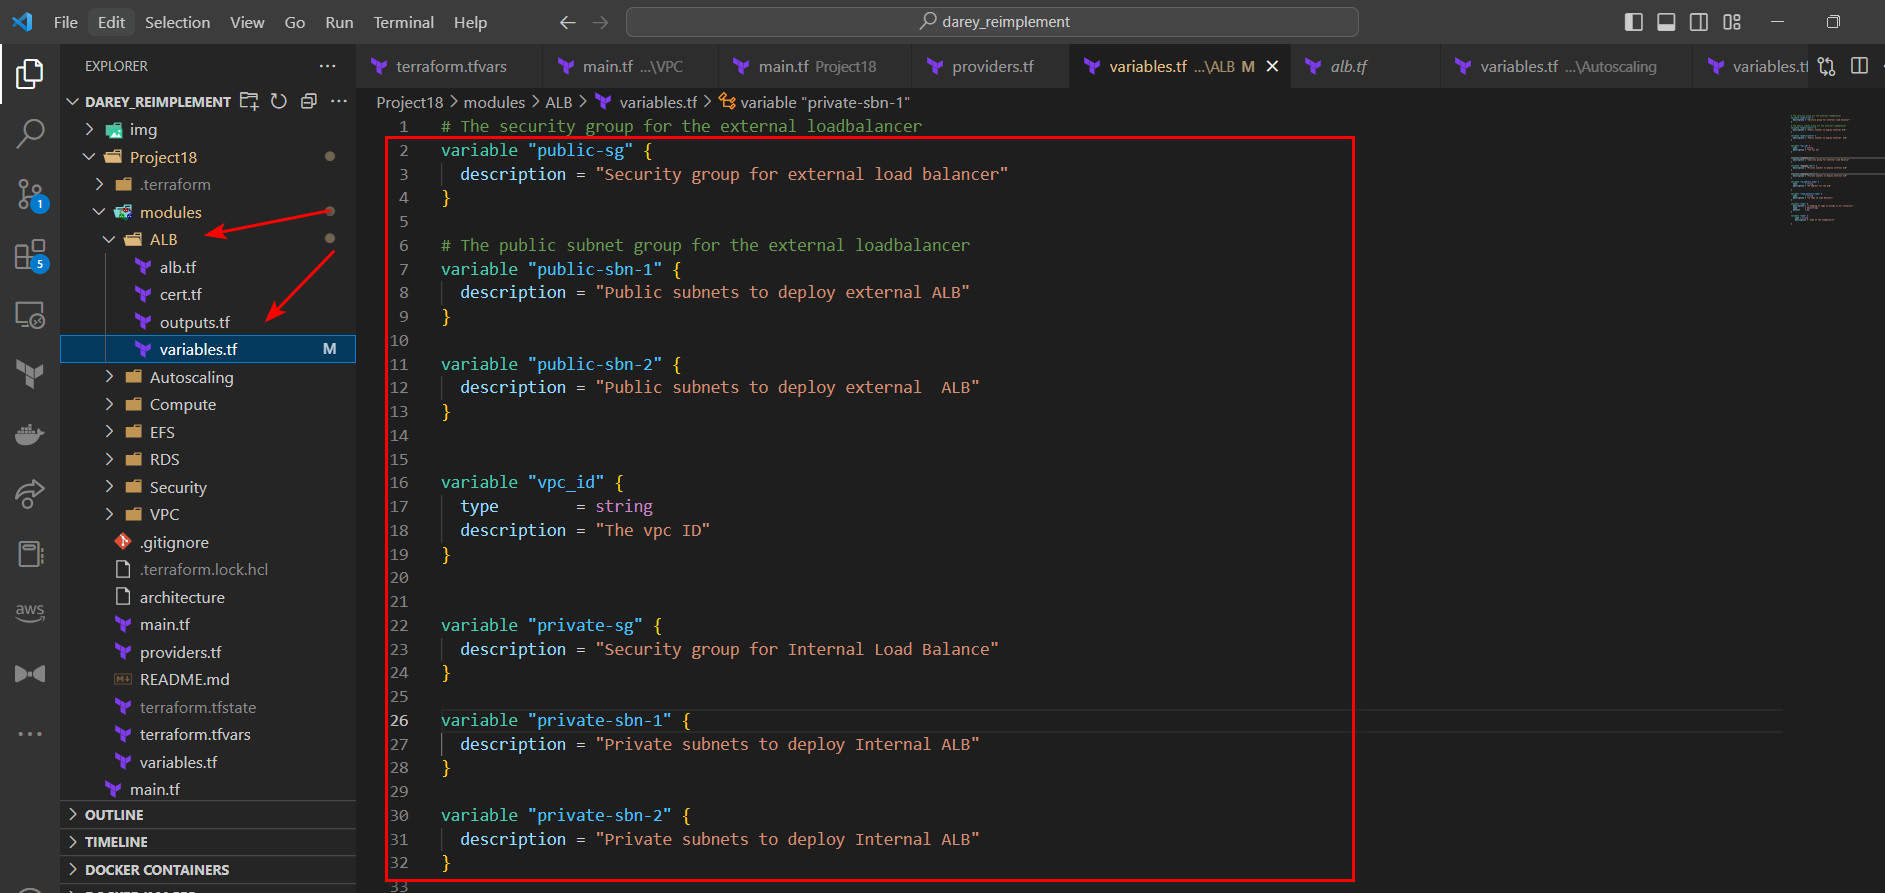 File Edit Selection View Go Run Terminal Help
darey_reimplement
EXPLORER
terraform.tfvars
main.tf ...\VPC
main.tf Project18
providers.tf
variables.tf ...\ALB M
alb.tf
variables.tf ...\Autoscaling
variables.tf
DAREY_REIMPLEMENT
Project18 > modules > ALB > variables.tf > variable "private-sbn-1"
img
Project18
.terraform
modules
ALB
alb.tf
cert.tf
outputs.tf
variables.tf M
Autoscaling
Compute
EFS
RDS
Security
VPC
.gitignore
.terraform.lock.hcl
architecture
main.tf
providers.tf
README.md
terraform.tfstate
terraform.tfvars
variables.tf
main.tf
OUTLINE
TIMELINE
DOCKER CONTAINERS
1
5
aws
1 # The security group for the external loadbalancer
2 variable "public-sg" {
3 description = "Security group for external load balancer"
4 }
5
6 # The public subnet group for the external loadbalancer
7 variable "public-sbn-1" {
8 description = "Public subnets to deploy external ALB"
9 }
10
11 variable "public-sbn-2" {
12 description = "Public subnets to deploy external  ALB"
13 }
14
15
16 variable "vpc_id" {
17 type        = string
18 description = "The vpc ID"
19 }
20
21
22 variable "private-sg" {
23 description = "Security group for Internal Load Balance"
24 }
25
26 variable "private-sbn-1" {
27 description = "Private subnets to deploy Internal ALB"
28 }
29
30 variable "private-sbn-2" {
31 description = "Private subnets to deploy Internal ALB"
32 }
33